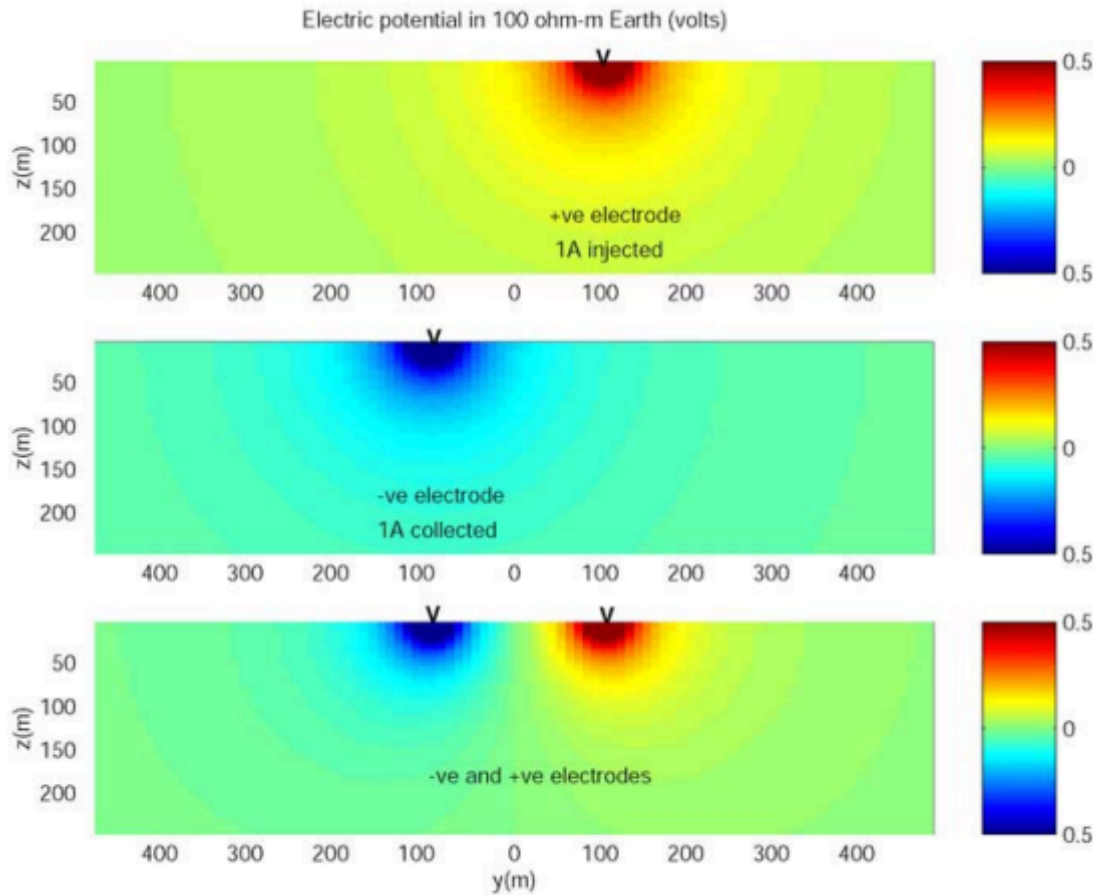 Electric potential in 100 ohm-m Earth (volts)
V
0.5
0
0.5
50
100
150
200
z(m)
+ve electrode
1A injected
400 300 200 100 0 100 200 300 400
V
0.5
0
0.5
50
100
150
200
z(m)
-ve electrode
1A collected
400 300 200 100 0 100 200 300 400
V V
0.5
0
0.5
50
100
150
200
z(m)
-ve and +ve electrodes
400 300 200 100 0 100 200 300 400
y(m)